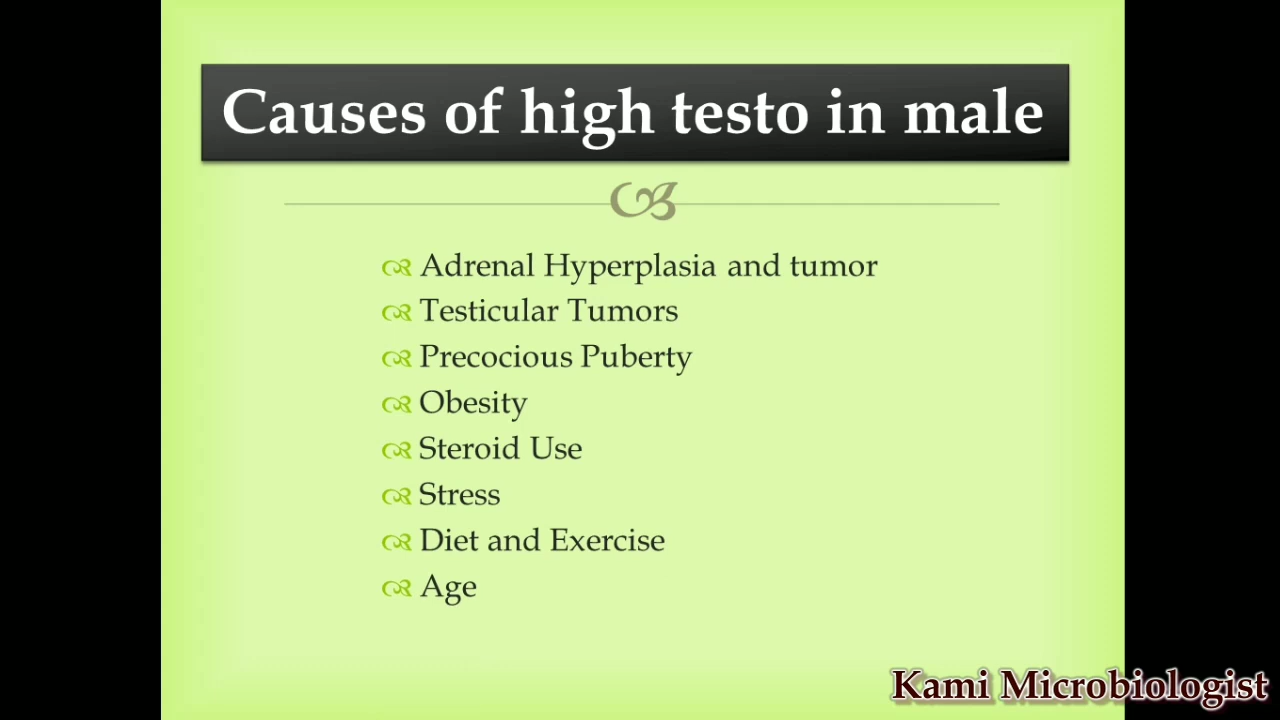 Causes of high testo in male
Adrenal Hyperplasia and tumor
Testicular Tumors
Precocious Puberty
Obesity
Steroid Use
Stress
Diet and Exercise
Age
Kami Microbiologist